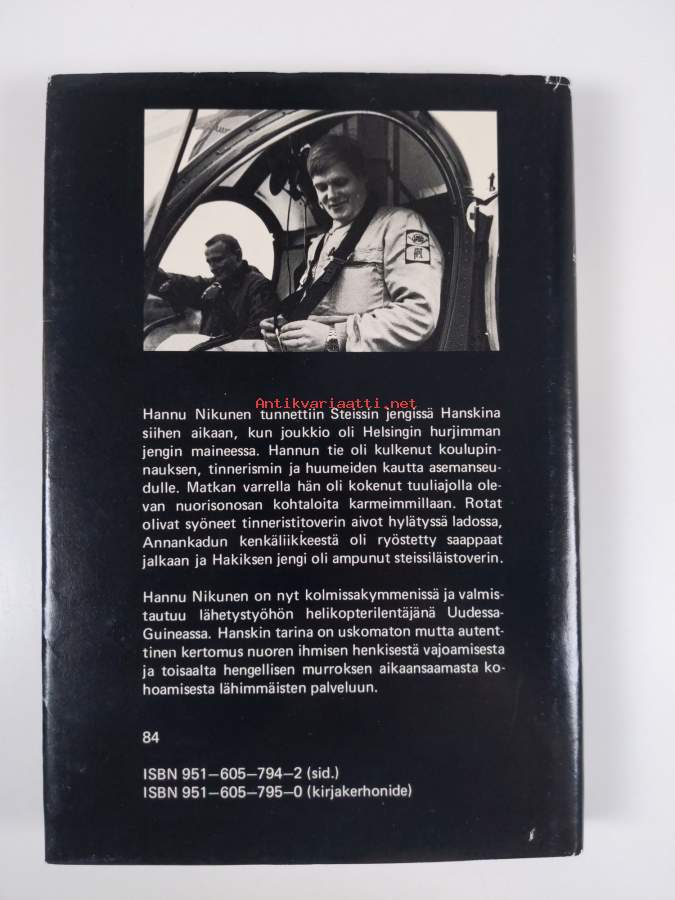 Antikvariaatti.net
Hannu Nikunen tunnettiin Steissin jengissä Hanskina
siihen aikaan, kun joukkio oli Helsingin hurjimman
jengin maineessa. Hannun tie oli kulkenut koulupin-
nauksen, tinnerismin ja huumeiden kautta asemanseu-
dulle. Matkan varrella hän oli kokenut tuuliajolla ole-
van nuorisonosan kohtaloita karmeimmillaan. Rotat
olivat syöneet tinneristitoverin aivot hylätyssä ladossa,
Annankadun kenkäliikkeestä oli ryöstetty saappaat
jalkaan ja Hakiksen jengi oli ampunut steissiläistoverin.
Hannu Nikunen on nyt kolmissakymmenissä ja valmis-
tautuu lähetystyöhön helikopterilentäjänä Uudessa-
Guineassa. Hanskin tarina on uskomaton mutta autent-
tinen kertomus nuoren ihmisen henkisestä vajoamisesta
ja toisaalta hengellisen murroksen aikaansaamasta ko-
hoamisesta lähimmäisten palveluun.
84
ISBN 951–605–794–2 (sid.)
ISBN 951–605–795–0 (kirjakerhonide)